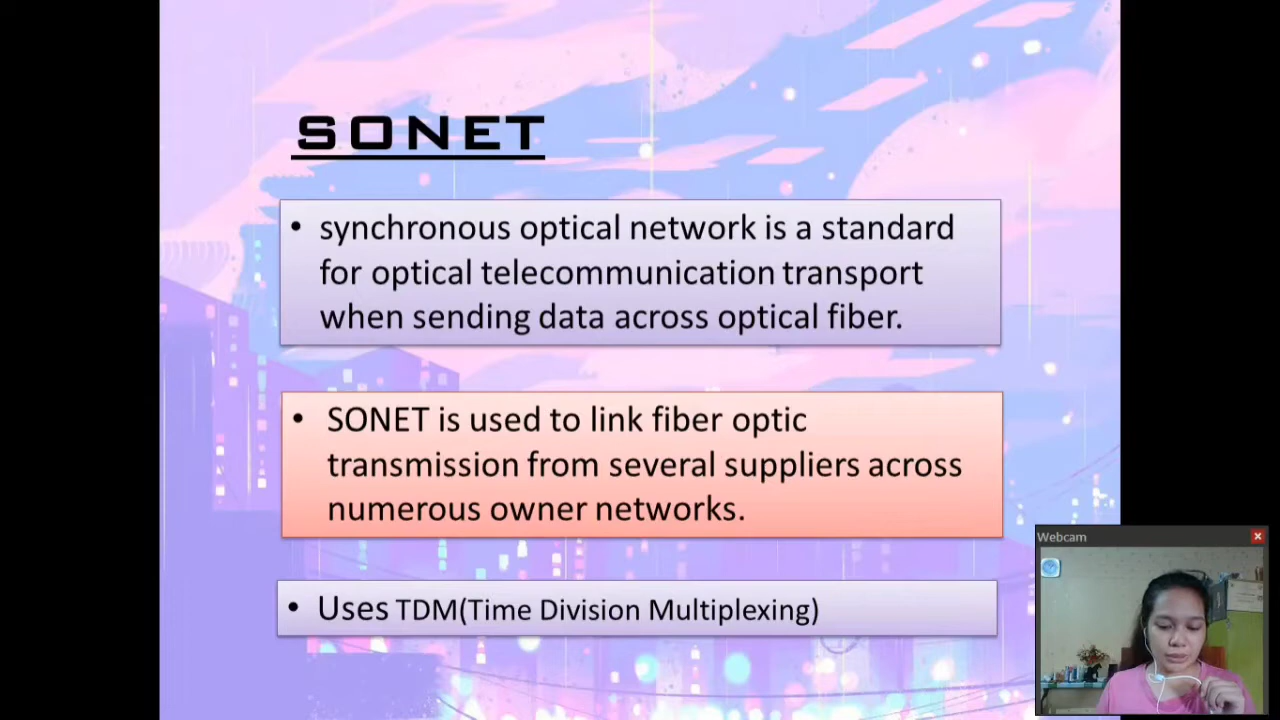 SONET
• synchronous optical network is a standard
for optical telecommunication transport
when sending data across optical fiber.
• SONET is used to link fiber optic
transmission from several suppliers across
numerous owner networks.
• Uses TDM(Time Division Multiplexing)
Webcam